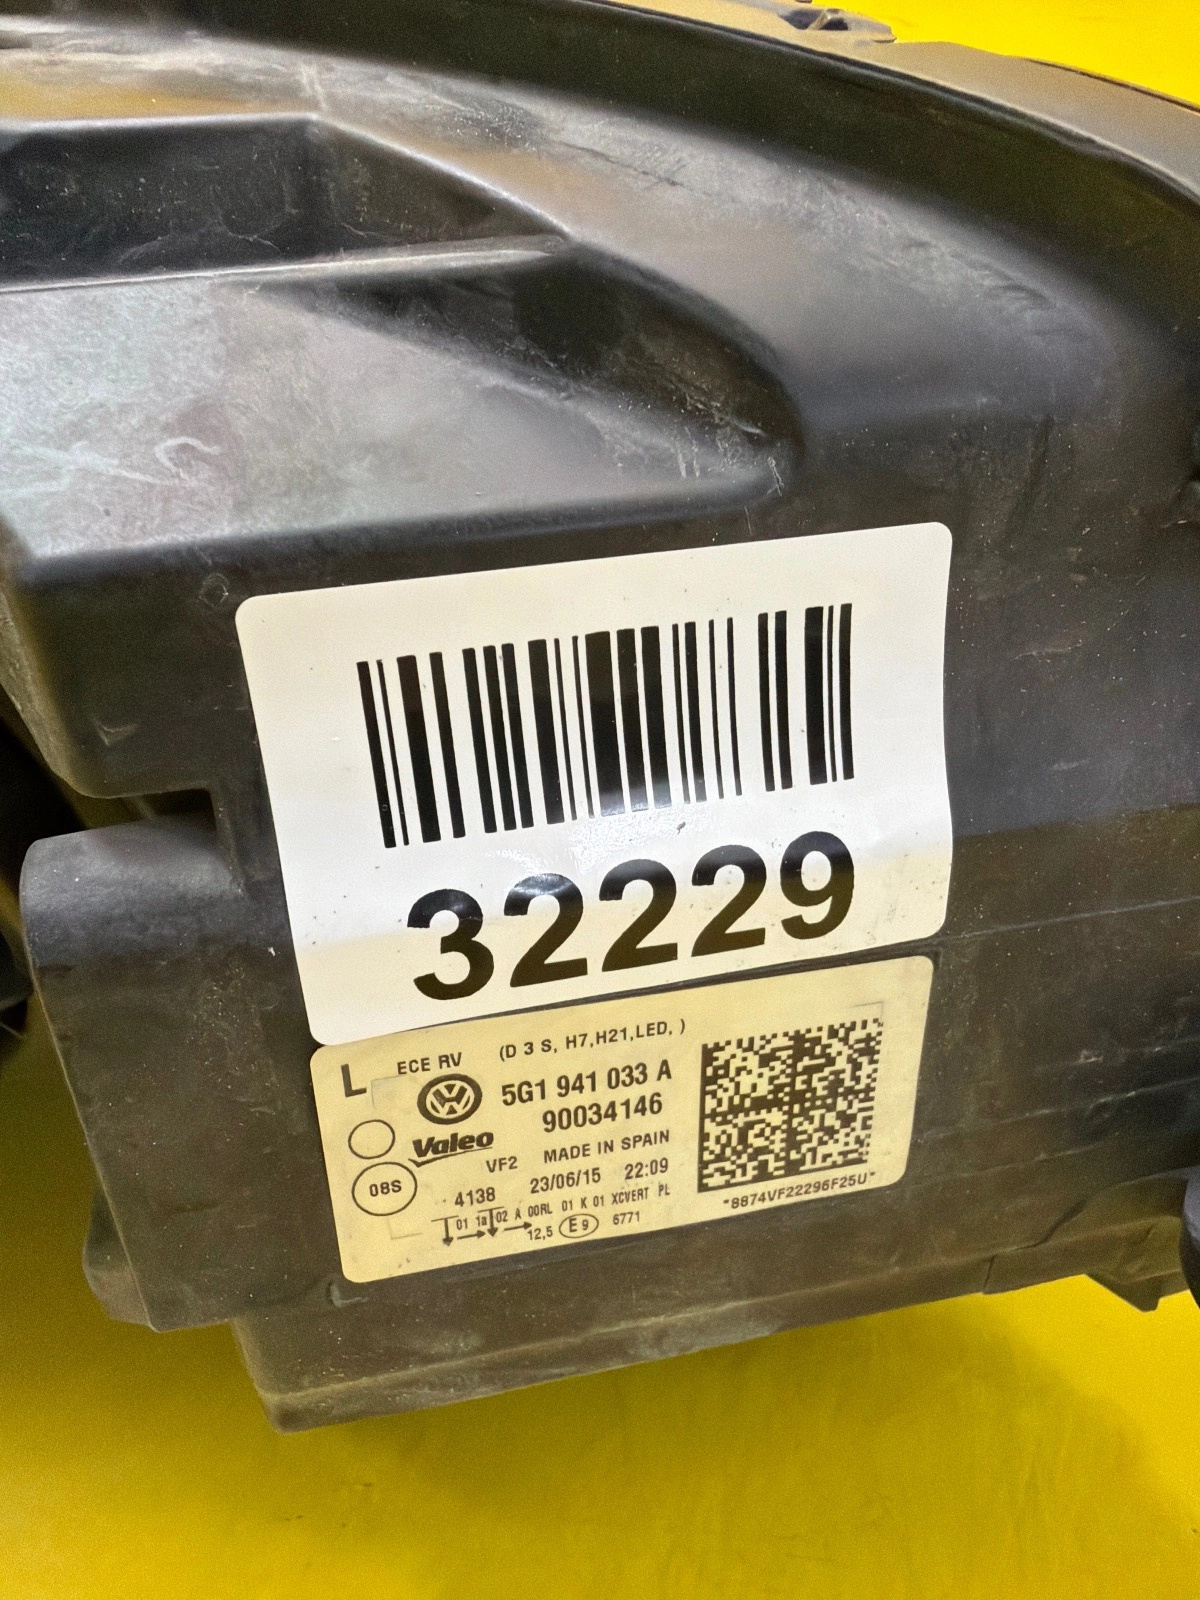 32229
L ECE RV (D 3 S, H7,H21,LED, )
5G1 941 033 A
90034146
Valeo
VF2 MADE IN SPAIN
08S
4138 23/06/15 22:09
01 1a 02 A 00RL 01 K 01 XCVERT PL
12,5 E9 6771
*8874VF22296F25U*